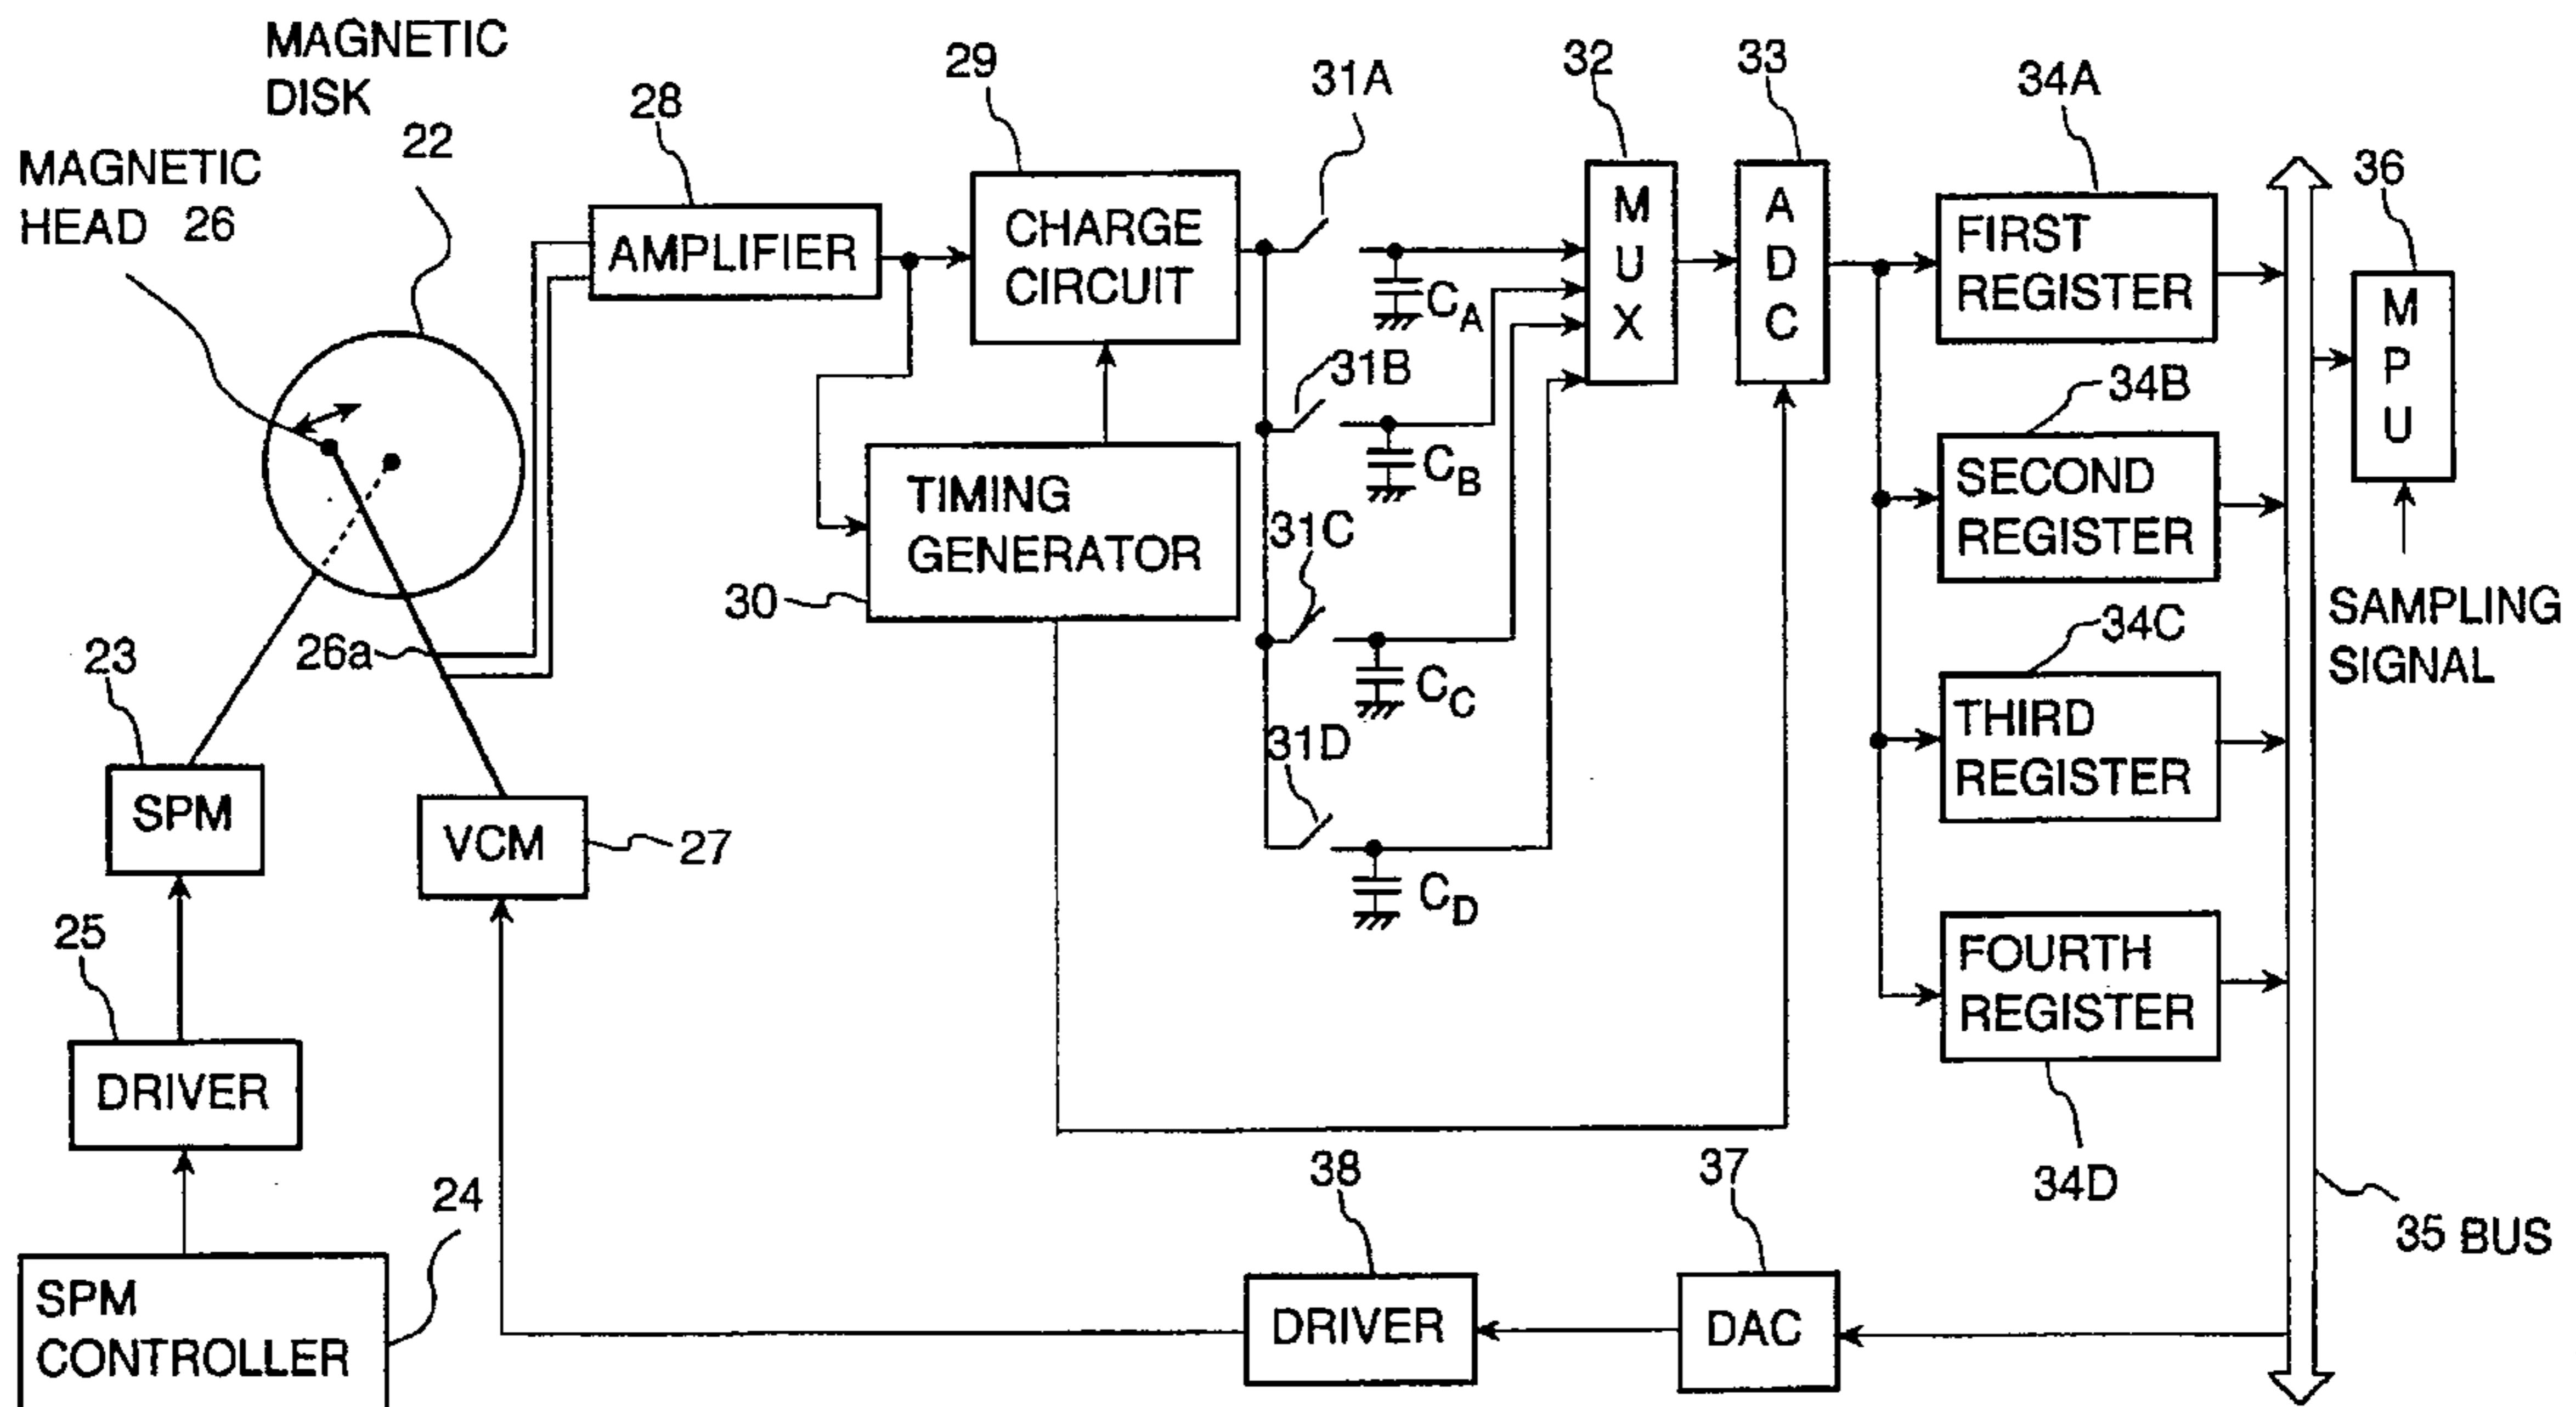 MAGNETIC
DISK
22
MAGNETIC
HEAD 26
28
AMPLIFIER
29
CHARGE
CIRCUIT
TIMING
GENERATOR
30
31A
C_A
31B
C_B
31C
C_C
31D
C_D
32
M
U
X
33
A
D
C
34A
FIRST
REGISTER
34B
SECOND
REGISTER
34C
THIRD
REGISTER
FOURTH
REGISTER
34D
36
M
P
U
SAMPLING
SIGNAL
35 BUS
26a
23
SPM
VCM
27
25
DRIVER
24
SPM
CONTROLLER
38
DRIVER
37
DAC